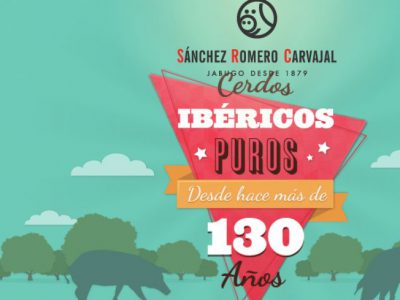 SÁNCHEZ ROMERO CARVAJAL
JABUGO DESDE 1879
Cerdos
IBÉRICOS
PUROS
Desde hace más de
130
Años